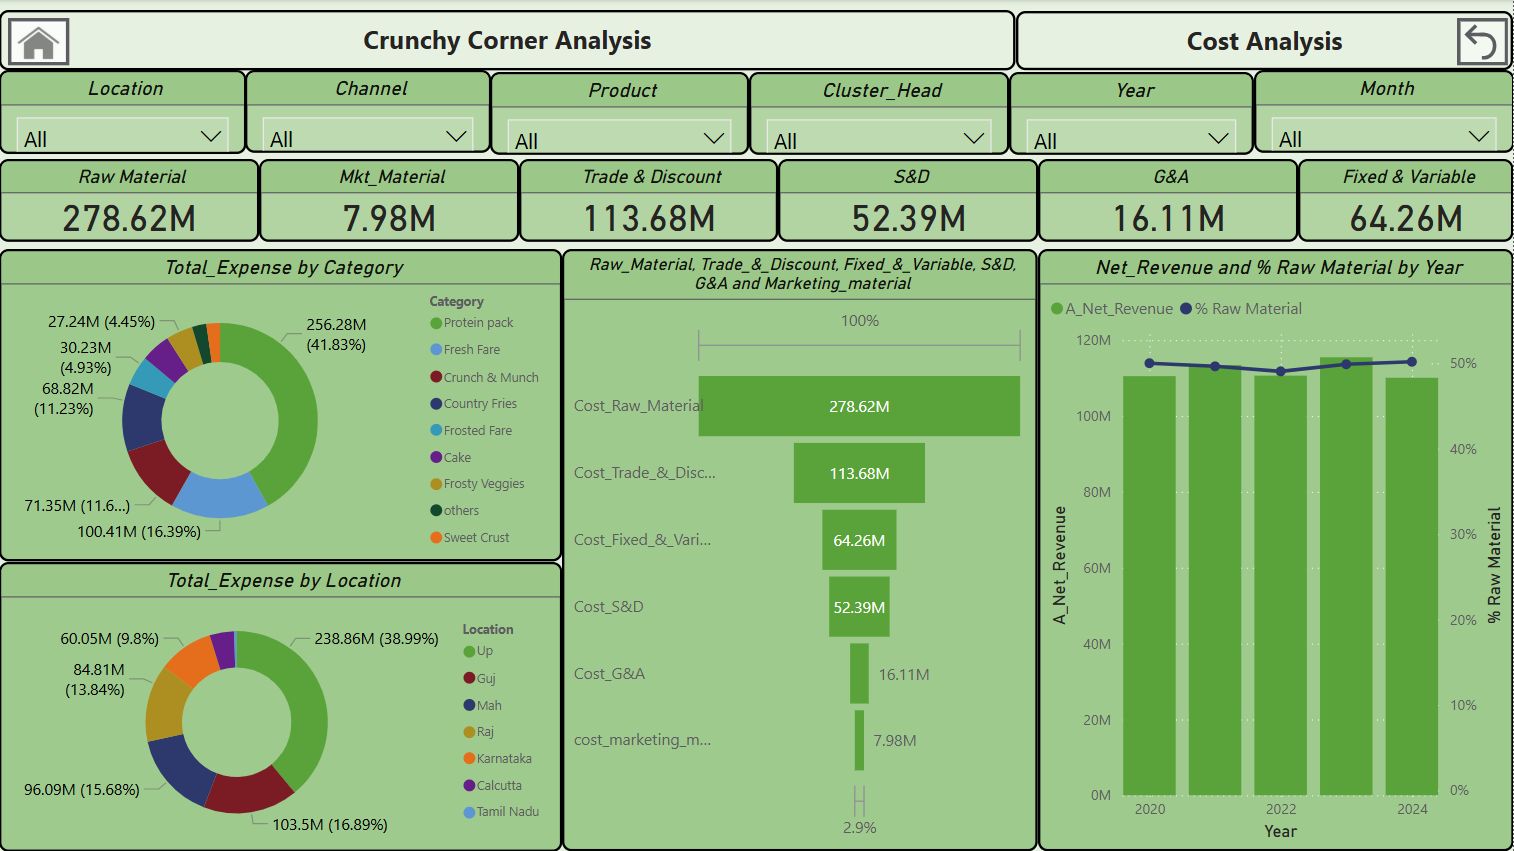 Crunchy Corner Analysis
Cost Analysis
Location
Channel
Product
Cluster_Head
Year
Month
All
All
All
All
All
All
Raw Material
Mkt_Material
Trade & Discount
S&D
G&A
Fixed & Variable
278.62M
7.98M
113.68M
52.39M
16.11M
64.26M
Total_Expense by Category
27.24M (4.45%)
30.23M
(4.93%)
68.82M
(11.23%)
71.35M (11.6...)
100.41M (16.39%)
256.28M
(41.83%)
Category
Protein pack
Fresh Fare
Crunch & Munch
Country Fries
Frosted Fare
Cake
Frosty Veggies
others
Sweet Crust
Total_Expense by Location
60.05M (9.8%)
84.81M
(13.84%)
96.09M (15.68%)
103.5M (16.89%)
238.86M (38.99%)
Location
Up
Guj
Mah
Raj
Karnataka
Calcutta
Tamil Nadu
Raw_Material, Trade_&_Discount, Fixed_&_Variable, S&D,
G&A and Marketing_material
100%
Cost_Raw_Material
278.62M
Cost_Trade_&_Disc...
113.68M
Cost_Fixed_&_Vari...
64.26M
Cost_S&D
52.39M
Cost_G&A
16.11M
cost_marketing_m...
7.98M
2.9%
Net_Revenue and % Raw Material by Year
A_Net_Revenue
% Raw Material
120M
100M
80M
60M
40M
20M
0M
A_Net_Revenue
50%
40%
30%
20%
10%
0%
% Raw Material
2020
2022
2024
Year